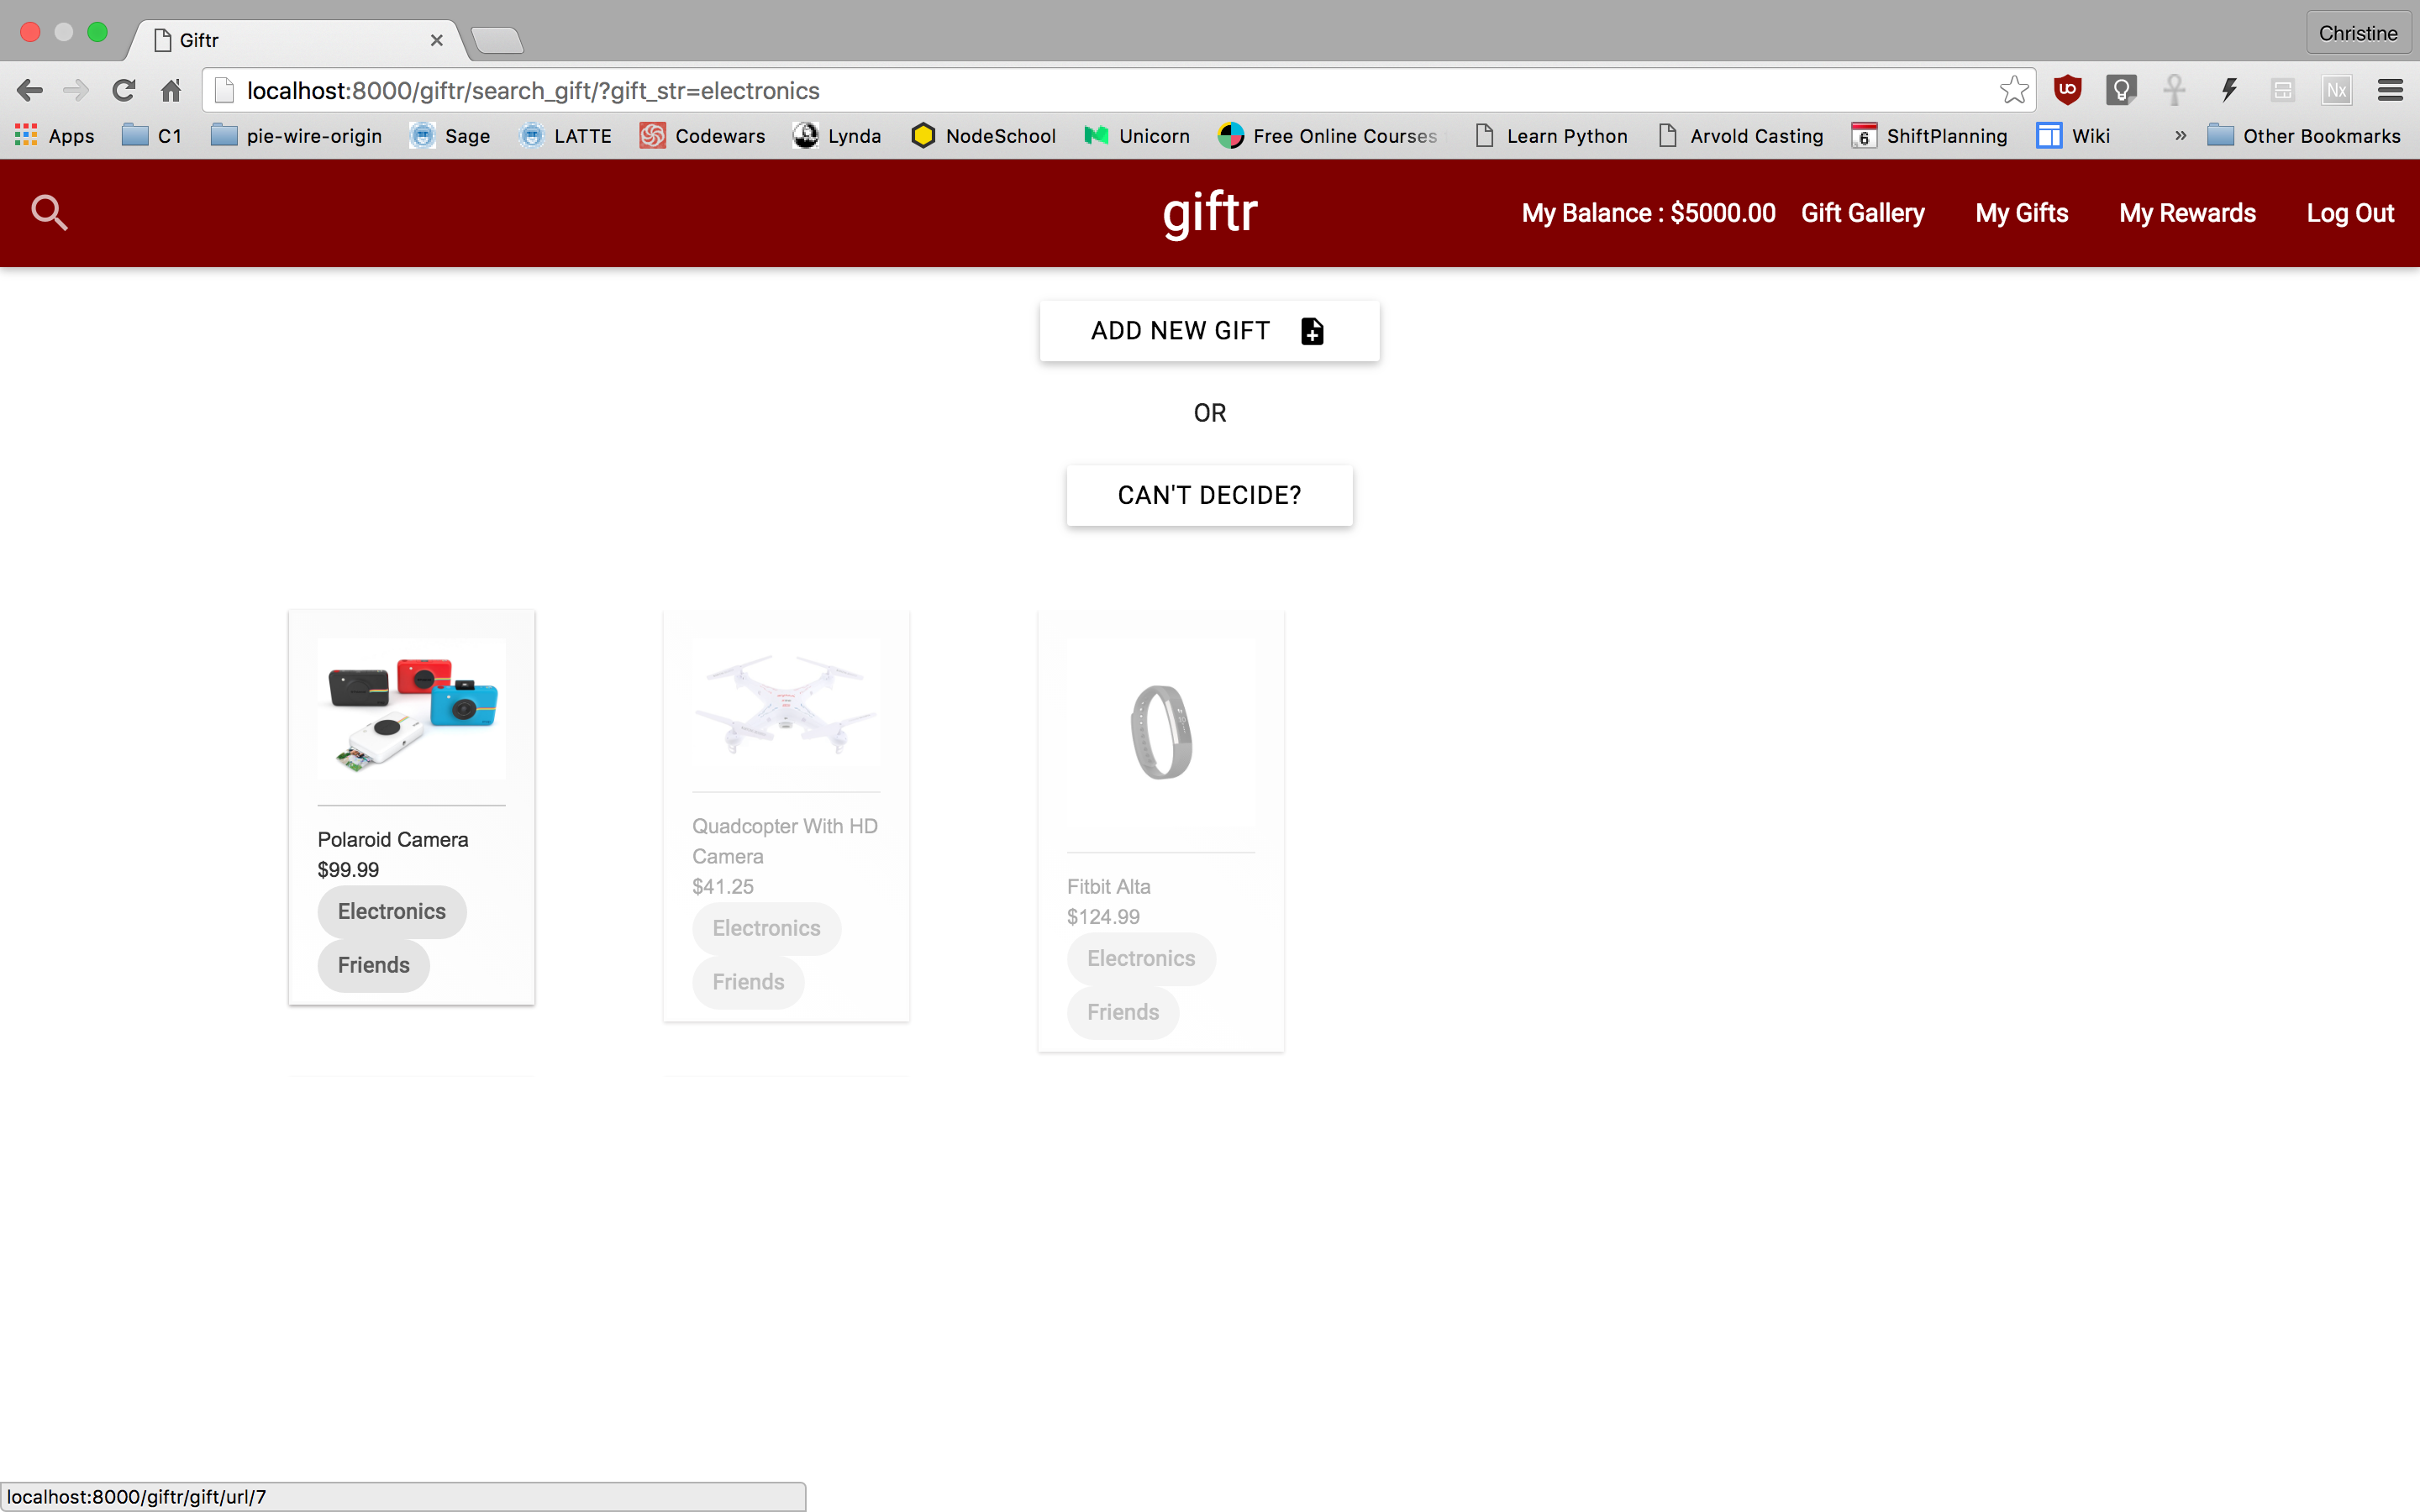 Giftr
Christine
localhost:8000/giftr/search_gift/?gift_str=electronics
Apps C1 pie-wire-origin Sage LATTE Codewars Lynda NodeSchool Unicorn Free Online Courses Learn Python Arvold Casting 6 ShiftPlanning Wiki » Other Bookmarks
giftr My Balance : $5000.00 Gift Gallery My Gifts My Rewards Log Out
ADD NEW GIFT
OR
CAN'T DECIDE?
Polaroid Camera
$99.99
Electronics
Friends
Quadcopter With HD
Camera
$41.25
Electronics
Friends
Fitbit Alta
$124.99
Electronics
Friends
localhost:8000/giftr/gift/url/7